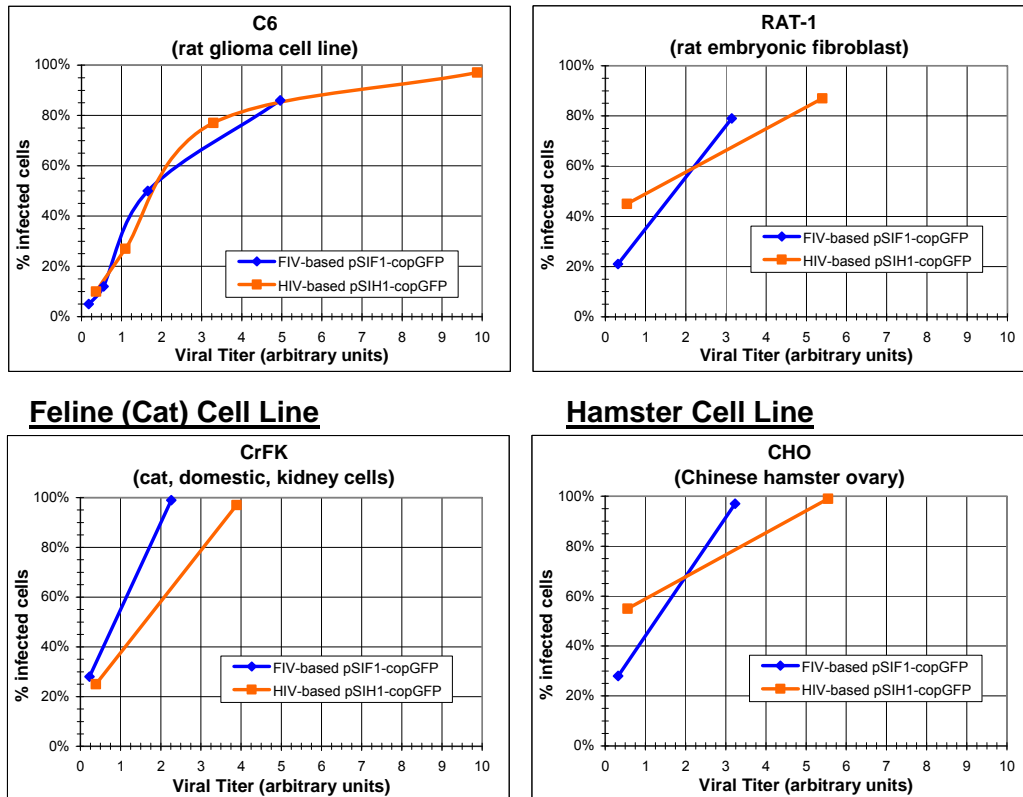 C6
(rat glioma cell line)
100%
80%
60%
40%
20%
0%
% infected cells
FIV-based pSIF1-copGFP
HIV-based pSIH1-copGFP
0 1 2 3 4 5 6 7 8 9 10
Viral Titer (arbitrary units)
RAT-1
(rat embryonic fibroblast)
100%
80%
60%
40%
20%
0%
% infected cells
FIV-based pSIF1-copGFP
HIV-based pSIH1-copGFP
0 1 2 3 4 5 6 7 8 9 10
Viral Titer (arbitrary units)
Feline (Cat) Cell Line
CrFK
(cat, domestic, kidney cells)
100%
80%
60%
40%
20%
0%
% infected cells
FIV-based pSIF1-copGFP
HIV-based pSIH1-copGFP
0 1 2 3 4 5 6 7 8 9 10
Viral Titer (arbitrary units)
Hamster Cell Line
CHO
(Chinese hamster ovary)
100%
80%
60%
40%
20%
0%
% infected cells
FIV-based pSIF1-copGFP
HIV-based pSIH1-copGFP
0 1 2 3 4 5 6 7 8 9 10
Viral Titer (arbitrary units)